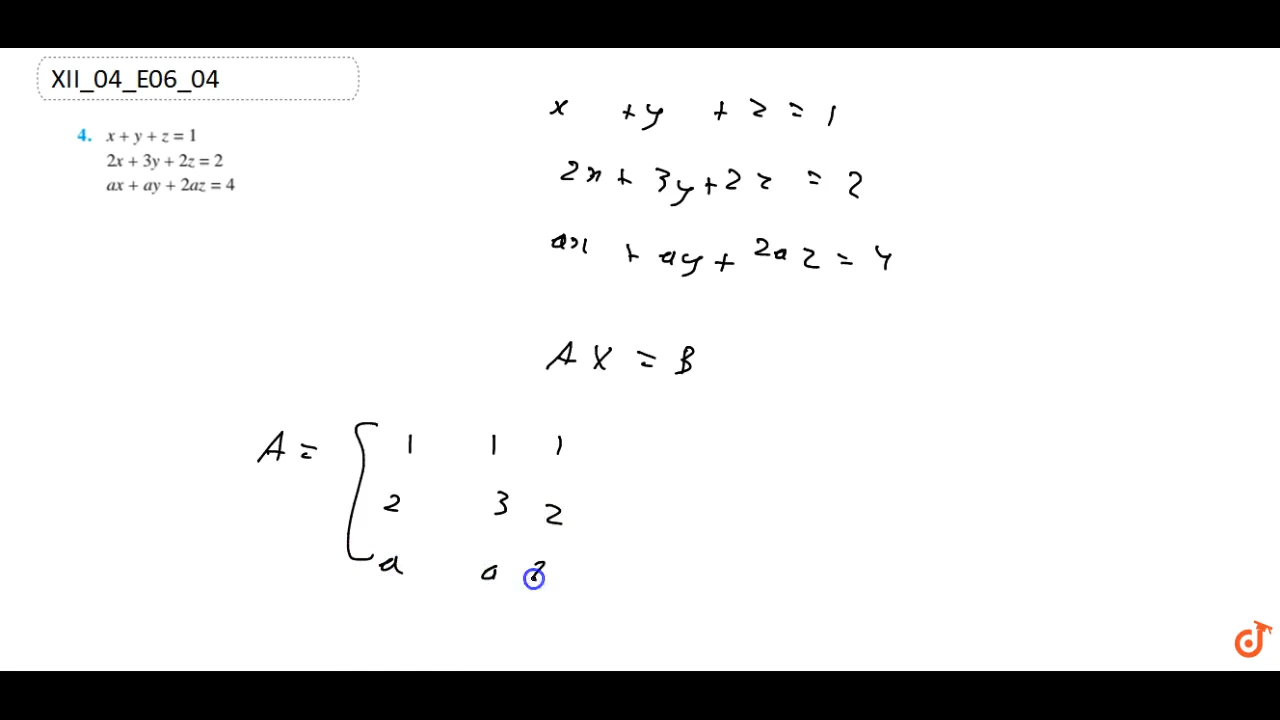 XII_04_E06_04
4. x + y + z = 1
2x + 3y + 2z = 2
ax + ay + 2az = 4
x + y + z = 1
2x + 3y + 2z = 2
ax + ay + 2az = 4
AX = B
A = [ 1 1 1
2 3 2
a a